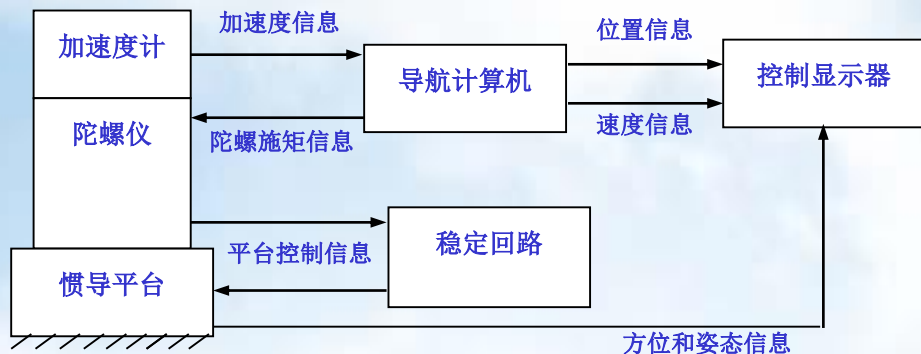 加速度计
加速度信息
导航计算机
位置信息
控制显示器
速度信息
陀螺仪
陀螺施矩信息
平台控制信息
稳定回路
惯导平台
方位和姿态信息